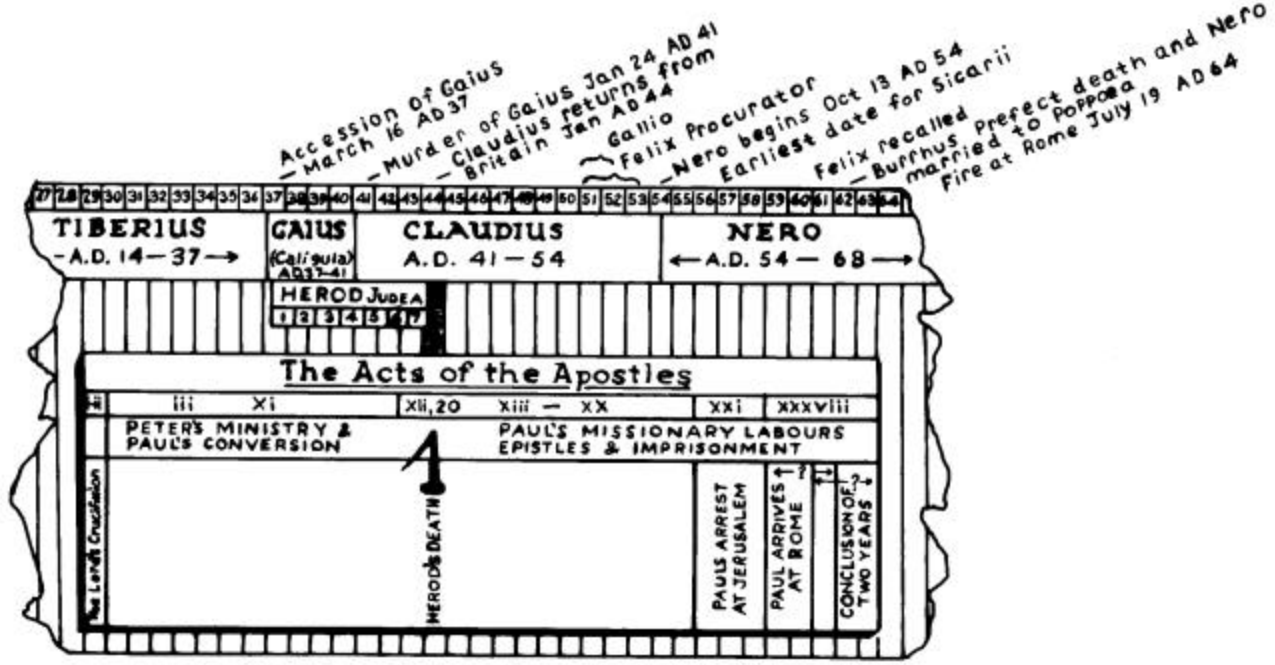 Accession of Gaius
March 16 AD 37
Murder of Gaius Jan 24 AD 41
Claudius returns from
Britain Jan AD 44
Gallio
Felix Procurator
Nero begins Oct 13 AD 54
Earliest date for Sicarii
Felix recalled
Burrhus Prefect death and Nero
married to Poppoea
Fire at Rome July 19 AD 64
27 28 29 30 31 32 33 34 35 36 37 38 39 40 41 42 43 44 45 46 47 48 49 50 51 52 53 54 55 56 57 58 59 60 61 62 63 64
TIBERIUS
A.D. 14-37
GAIUS
(Caligula)
AD37-41
CLAUDIUS
A.D. 41-54
NERO
A.D. 54-68
HEROD JUDEA
1 2 3 4 5 6 7
The Acts of the Apostles
iii xi xii,20 xiii - xx xxi xxxviii
PETER'S MINISTRY &
PAUL'S CONVERSION
PAUL'S MISSIONARY LABOURS
EPISTLES & IMPRISONMENT
The Lord's Crucifixion
HEROD'S DEATH
PAULS ARREST
AT JERUSALEM
PAUL ARRIVES
AT ROME
?
?
CONCLUSION OF
TWO YEARS